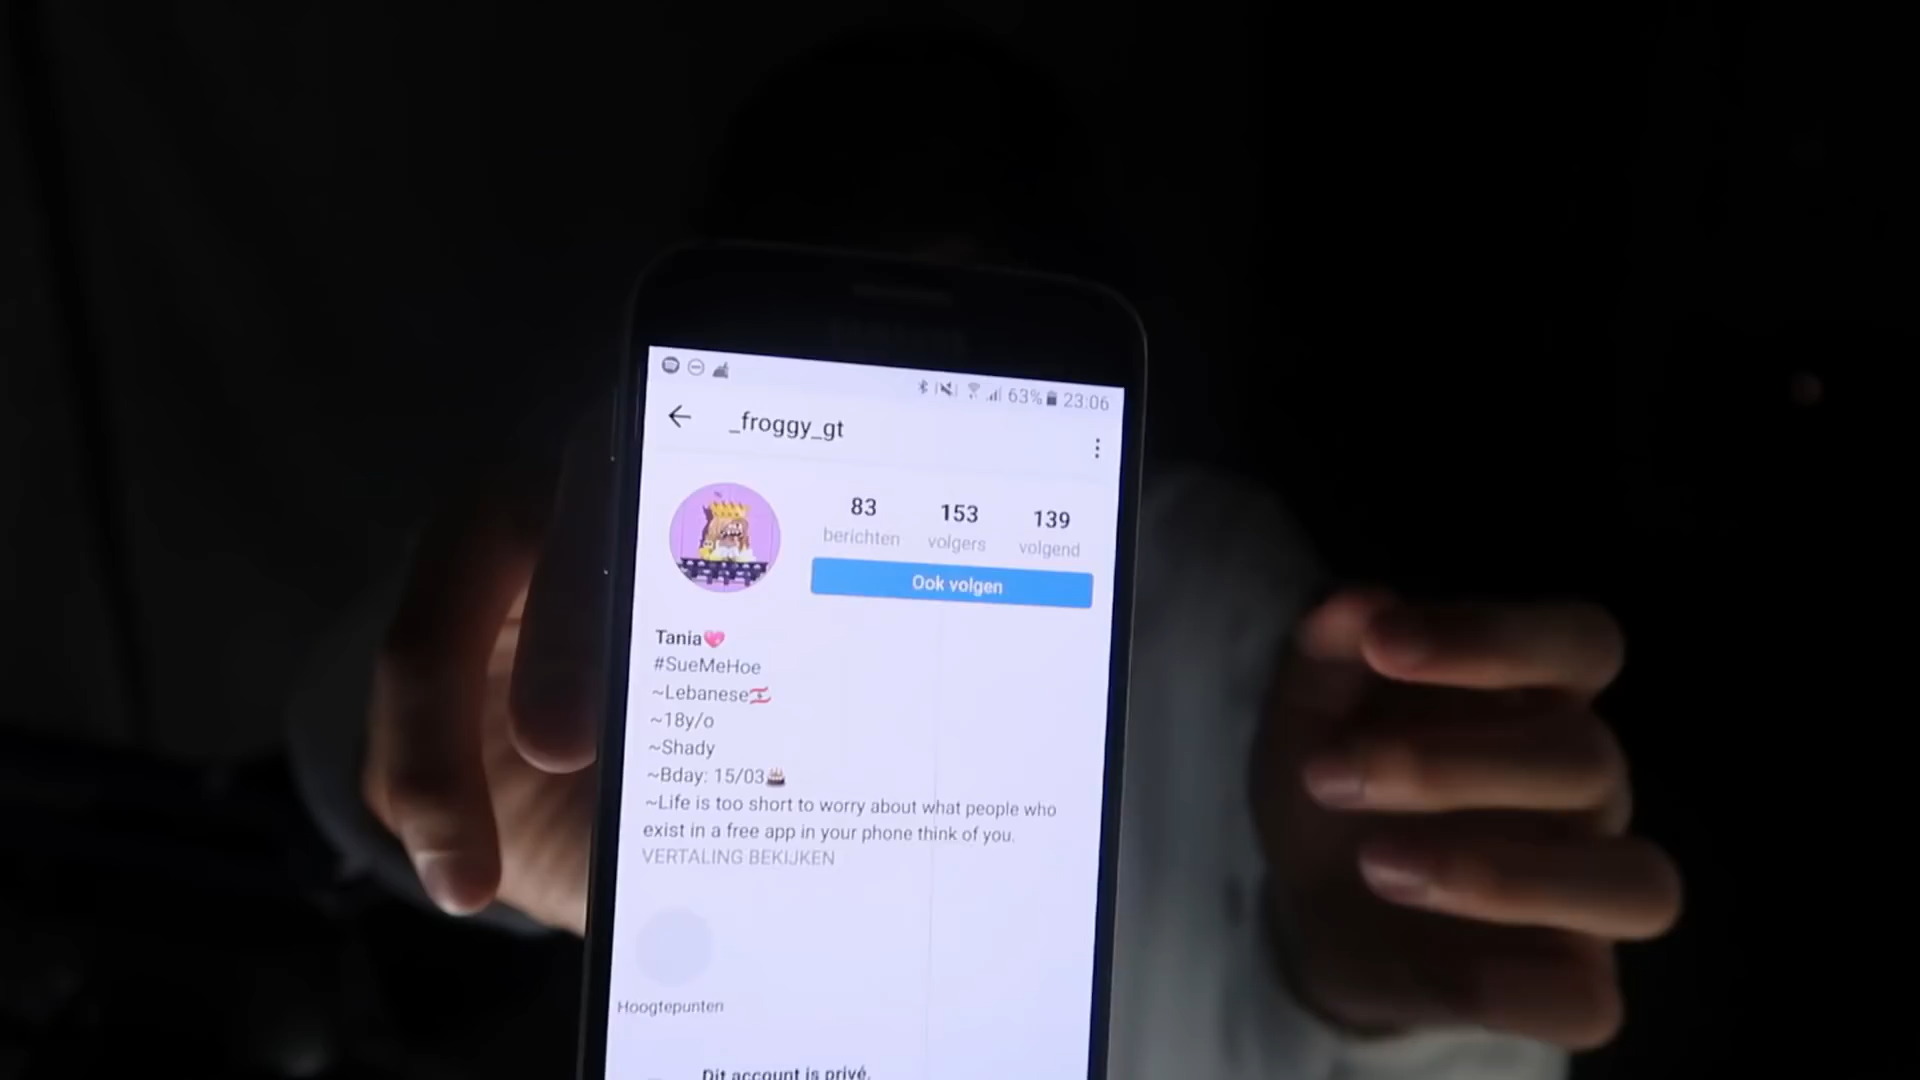 63% 23:06
_froggy_gt
83 153 139
berichten volgers volgend
Ook volgen
Tania💗
#SueMeHoe
~Lebanese🇱🇧
~18y/o
~Shady
~Bday: 15/03🎂
~Life is too short to worry about what people who
exist in a free app in your phone think of you.
VERTALING BEKIJKEN
Hoogtepunten
Dit account is privé.